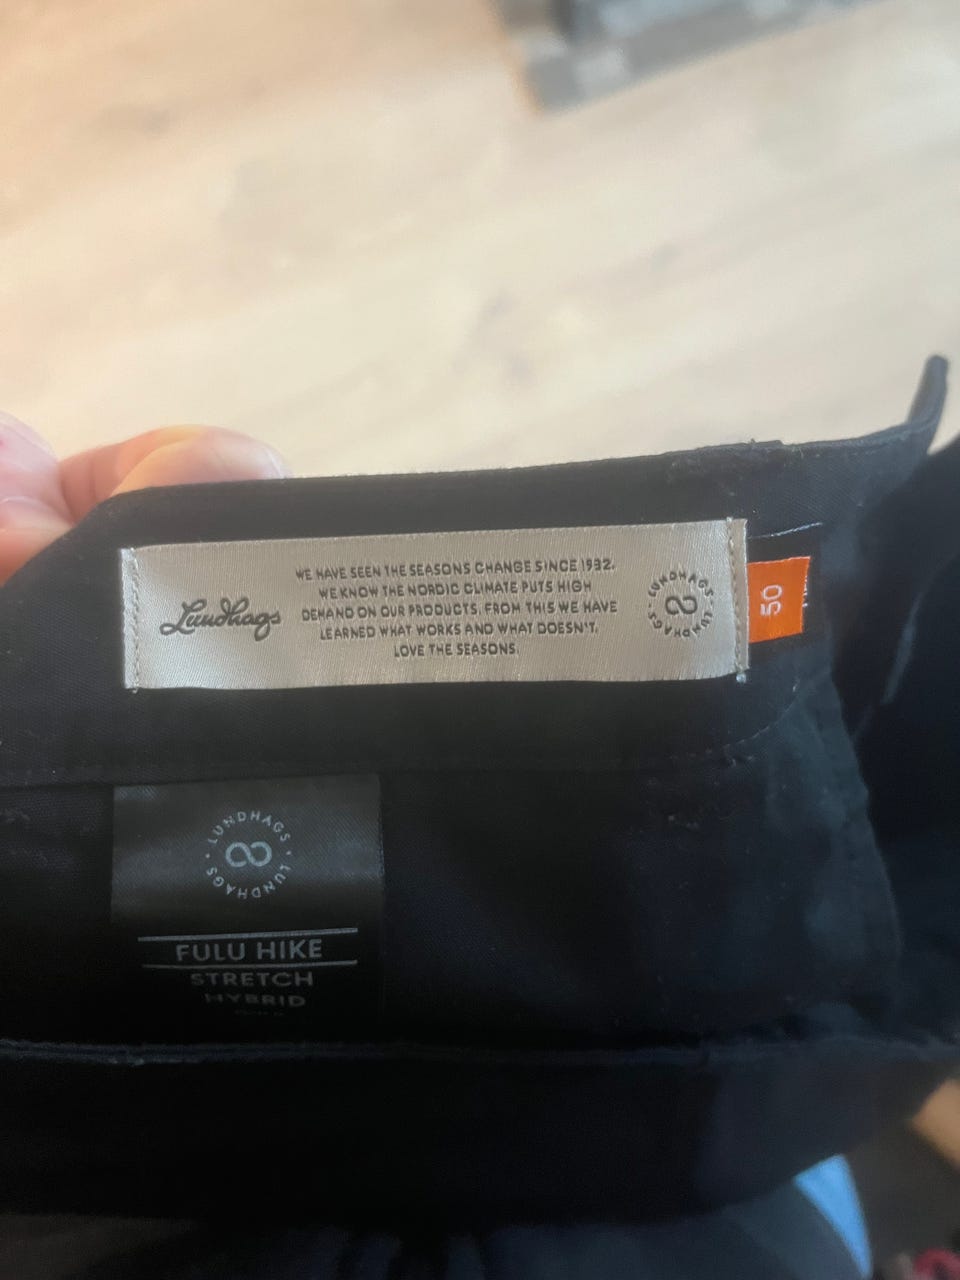 Lundhags
WE HAVE SEEN THE SEASONS CHANGE SINCE 1932.
WE KNOW THE NORDIC CLIMATE PUTS HIGH
DEMAND ON OUR PRODUCTS. FROM THIS WE HAVE
LEARNED WHAT WORKS AND WHAT DOESN'T.
LOVE THE SEASONS.
LUNDHAGS · LUNDHAGS ·
50
LUNDHAGS · LUNDHAGS ·
FULU HIKE
STRETCH
HYBRID